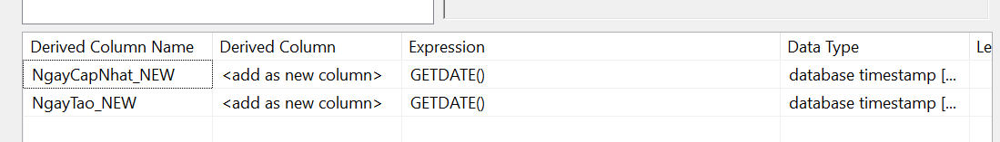 Derived Column Name Derived Column Expression Data Type Le
NgayCapNhat_NEW <add as new column> GETDATE() database timestamp [...
NgayTao_NEW <add as new column> GETDATE() database timestamp [...